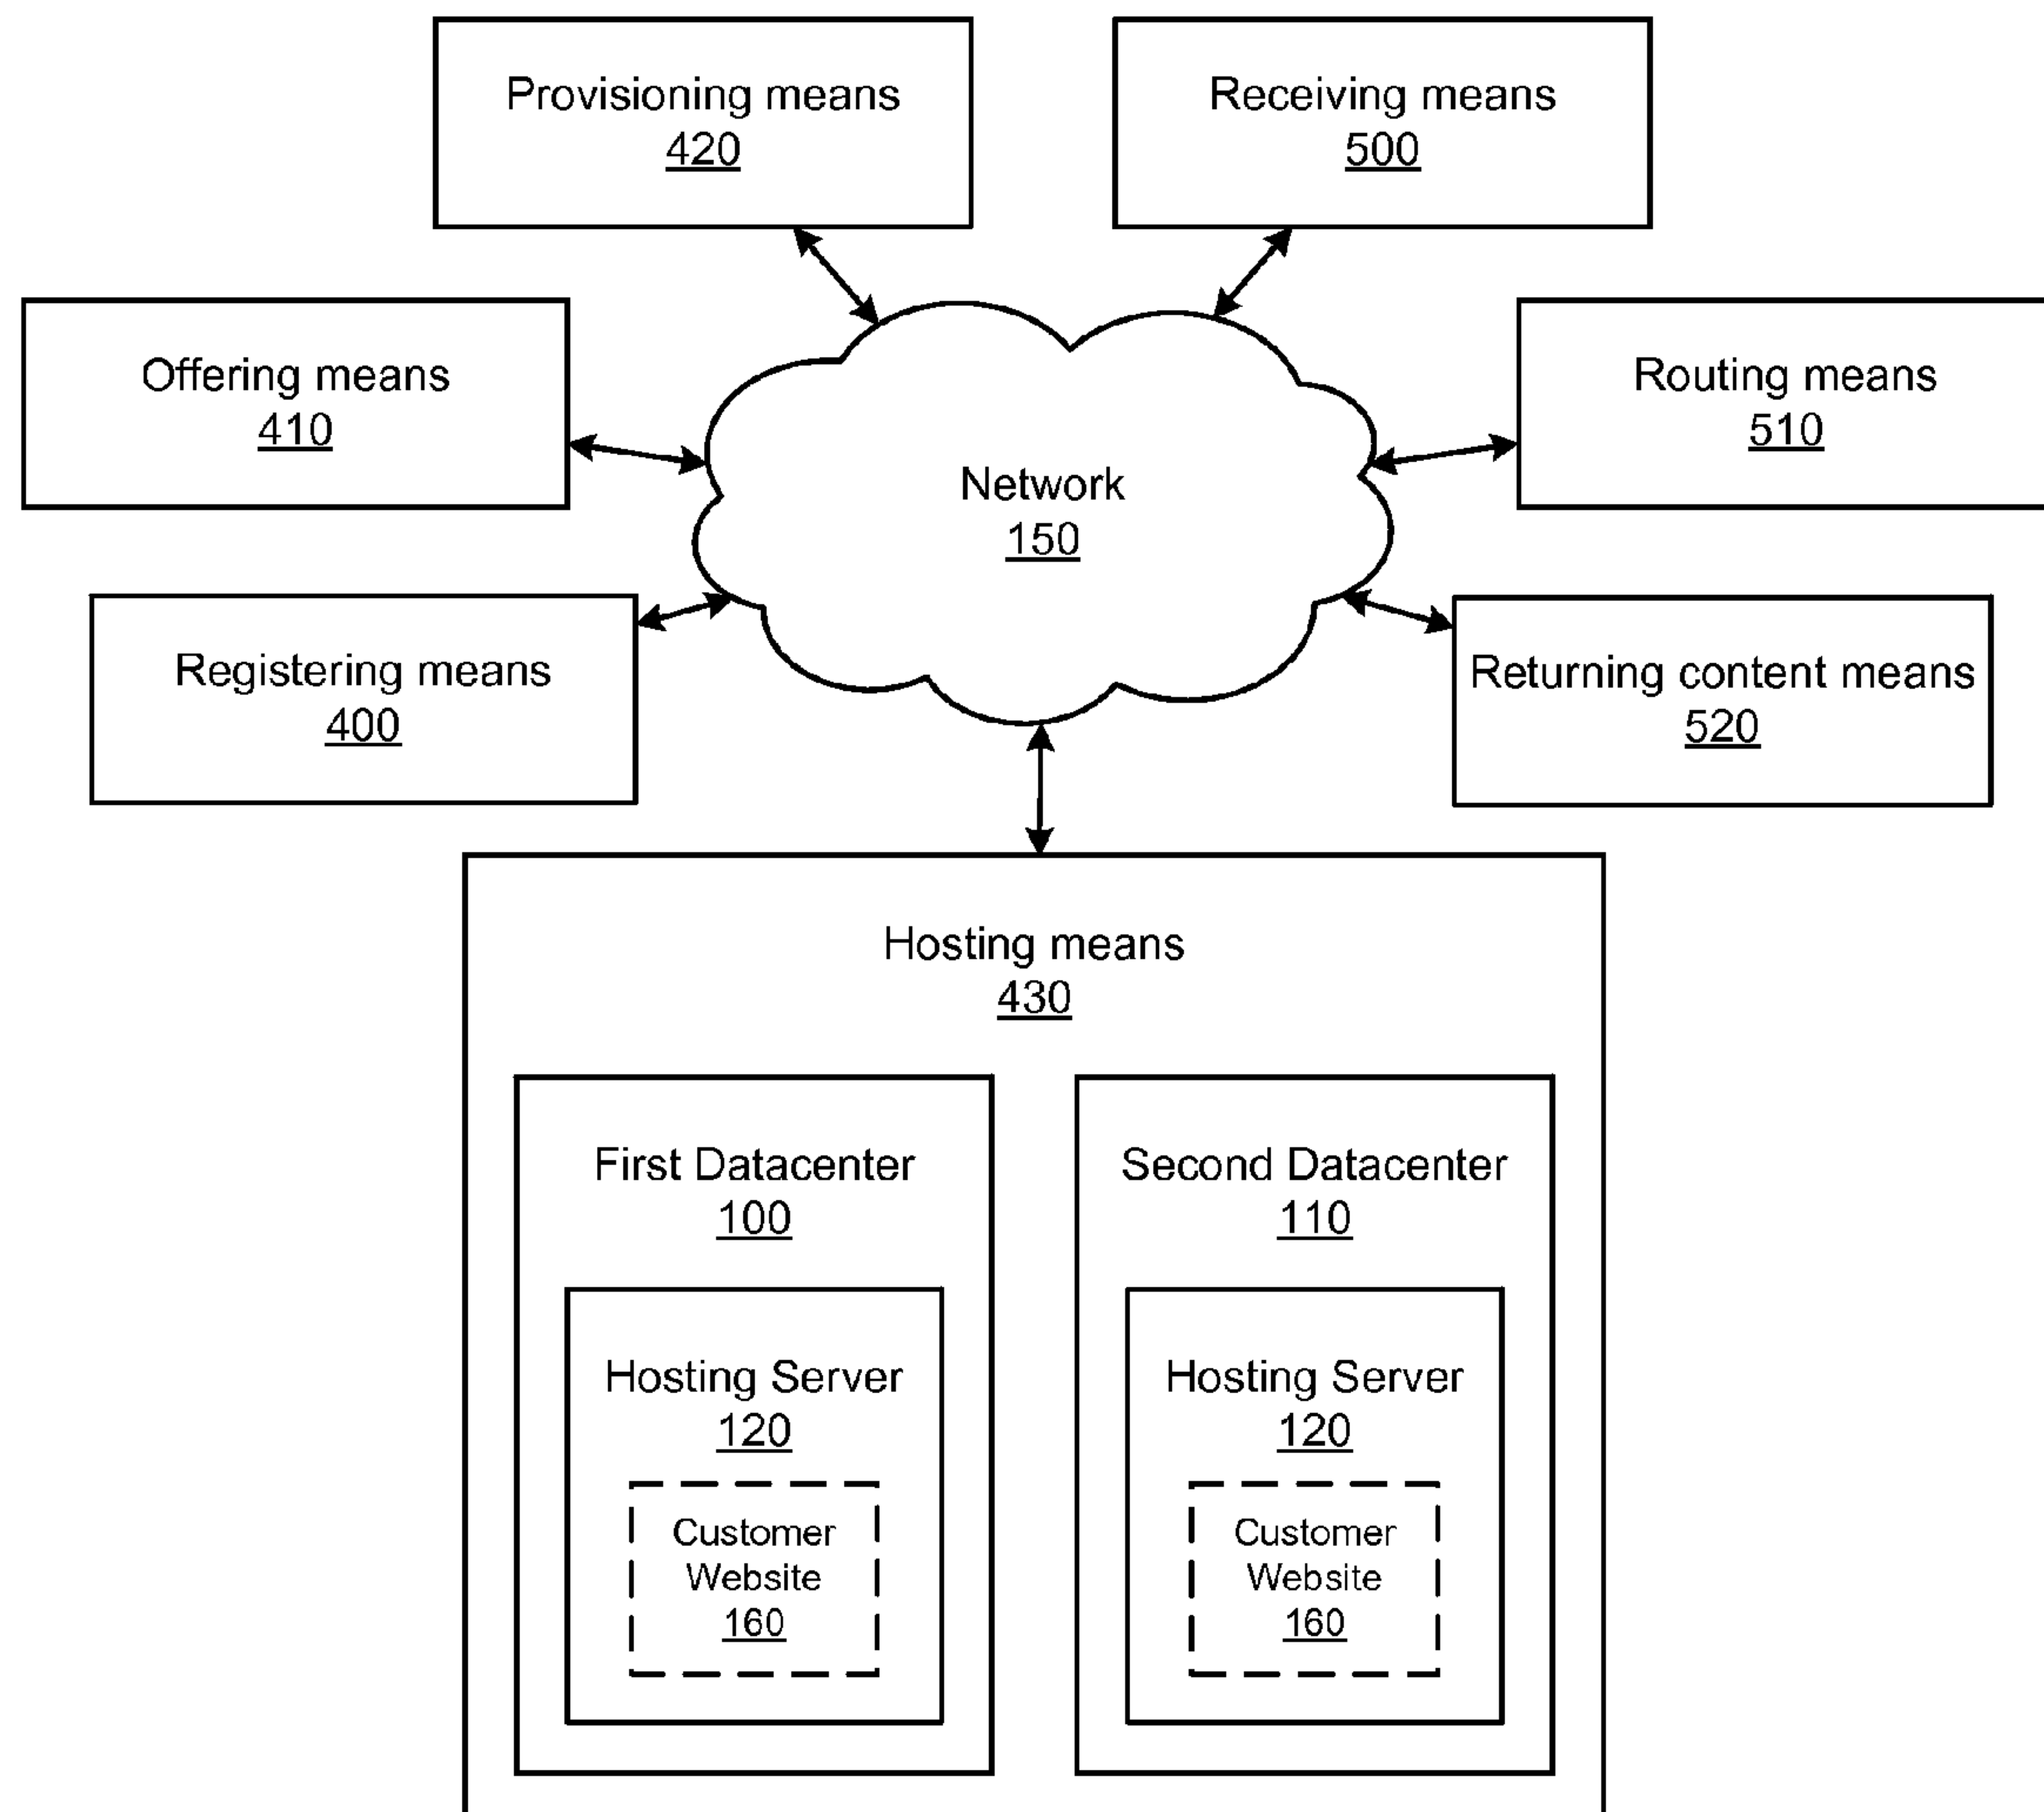 Provisioning means
420
Receiving means
500
Offering means
410
Routing means
510
Network
150
Registering means
400
Returning content means
520
Hosting means
430
First Datacenter
100
Second Datacenter
110
Hosting Server
120
Hosting Server
120
Customer
Website
160
Customer
Website
160